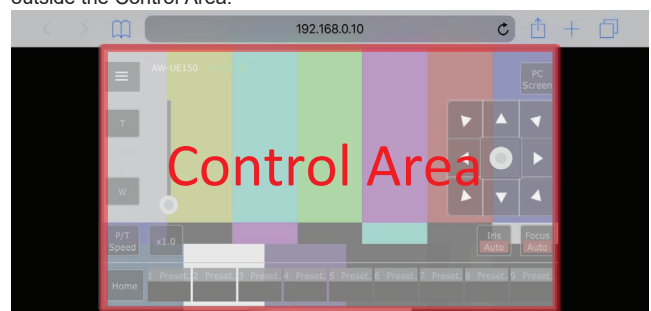 outside the Control Area.
192.168.0.10
AW-UE150
PC
Screen
T
Control Area
W
P/T
Speed
x1.0
Iris
Auto
Focus
Auto
Home
1 Preset. 2 Preset. 3 Preset. 4 Preset. 5 Preset. 6 Preset. 7 Preset. 8 Preset. 9 Preset.